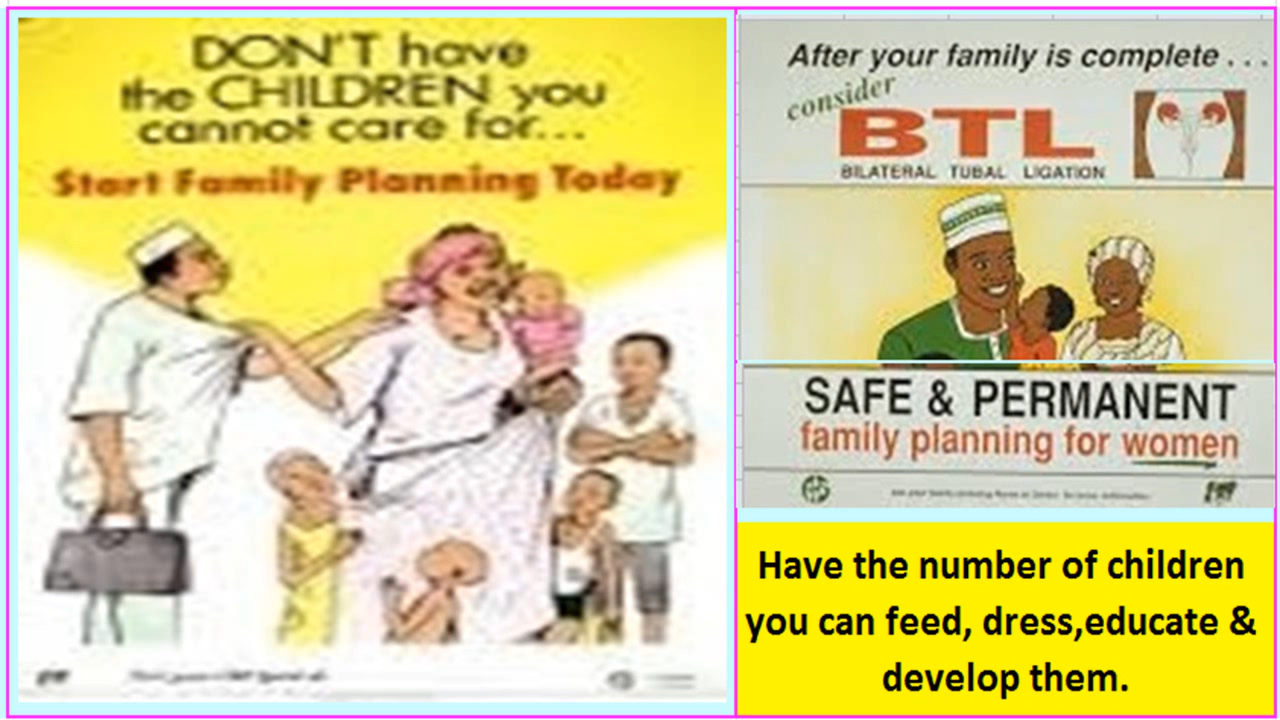 DON'T have
the CHILDREN you
cannot care for...
Start Family Planning Today
After your family is complete . . .
consider
BTL
BILATERAL TUBAL LIGATION
SAFE & PERMANENT
family planning for women
Have the number of children
you can feed, dress,educate &
develop them.